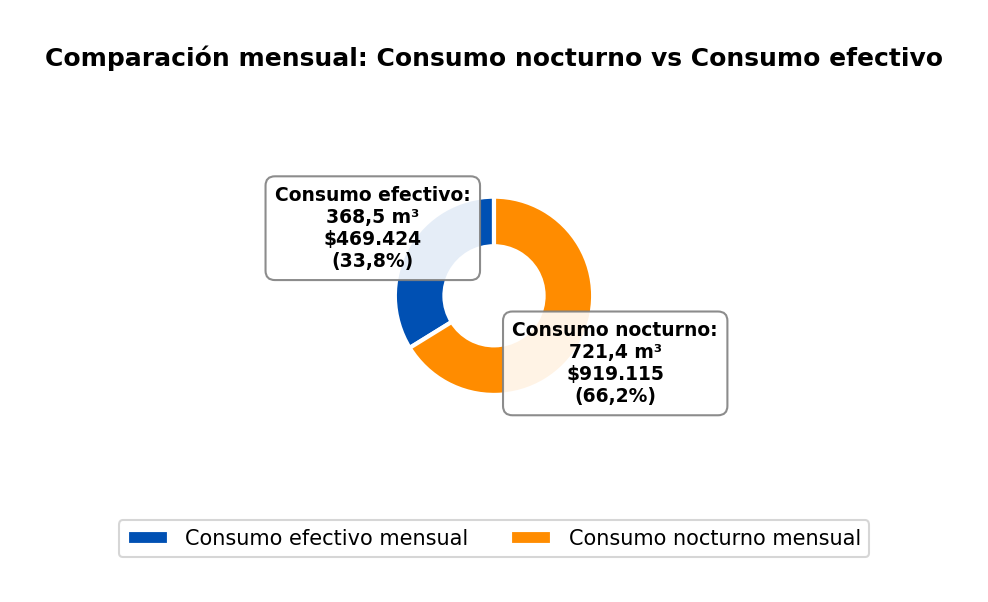 Comparación mensual: Consumo nocturno vs Consumo efectivo
Consumo efectivo:
368,5 m³
$469.424
(33,8%)
Consumo nocturno:
721,4 m³
$919.115
(66,2%)
Consumo efectivo mensual
Consumo nocturno mensual